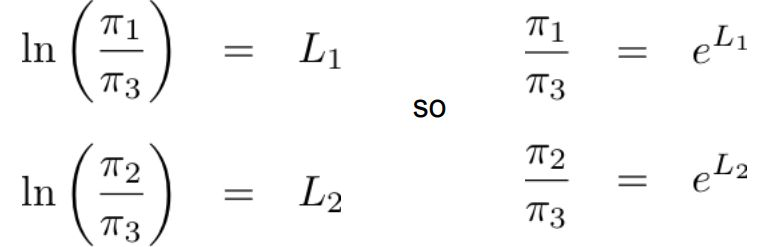 ln(π₁/π₃) = L₁    π₁/π₃ = e^{L₁}
so
ln(π₂/π₃) = L₂    π₂/π₃ = e^{L₂}